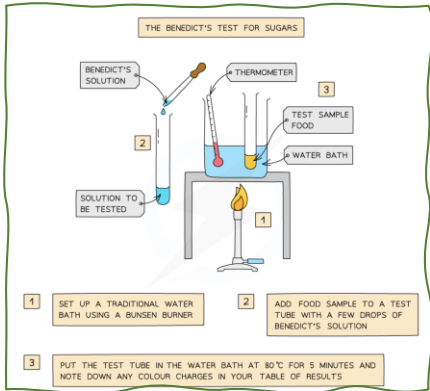 THE BENEDICT'S TEST FOR SUGARS
BENEDICT'S
SOLUTION
THERMOMETER
3
TEST SAMPLE
FOOD
2
WATER BATH
SOLUTION TO
BE TESTED
1
1
SET UP A TRADITIONAL WATER
BATH USING A BUNSEN BURNER
2
ADD FOOD SAMPLE TO A TEST
TUBE WITH A FEW DROPS OF
BENEDICT'S SOLUTION
3
PUT THE TEST TUBE IN THE WATER BATH AT 80°C FOR 5 MINUTES AND
NOTE DOWN ANY COLOUR CHARGES IN YOUR TABLE OF RESULTS